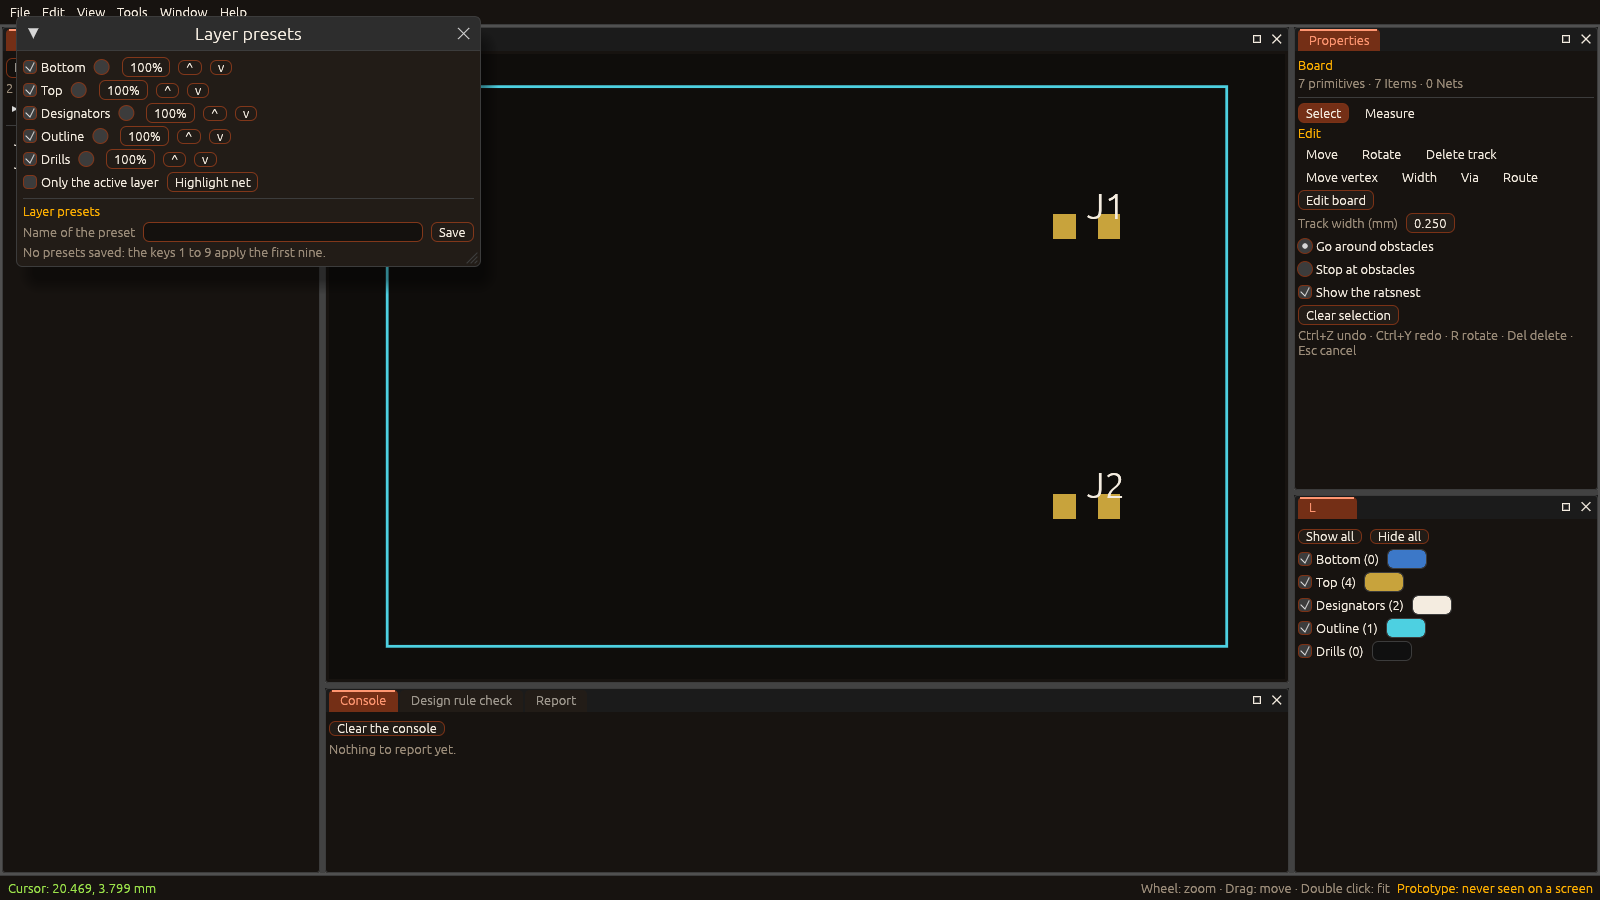 File Edit View Tools Window Help
Layer presets
Bottom 100% ^ v
Top 100% ^ v
Designators 100% ^ v
Outline 100% ^ v
Drills 100% ^ v
Only the active layer Highlight net
Layer presets
Name of the preset Save
No presets saved: the keys 1 to 9 apply the first nine.
2
J1
J2
Console Design rule check Report
Clear the console
Nothing to report yet.
Properties
Board
7 primitives · 7 Items · 0 Nets
Select Measure
Edit
Move Rotate Delete track
Move vertex Width Via Route
Edit board
Track width (mm) 0.250
Go around obstacles
Stop at obstacles
Show the ratsnest
Clear selection
Ctrl+Z undo · Ctrl+Y redo · R rotate · Del delete ·
Esc cancel
L
Show all Hide all
Bottom (0)
Top (4)
Designators (2)
Outline (1)
Drills (0)
Cursor: 20.469, 3.799 mm
Wheel: zoom · Drag: move · Double click: fit Prototype: never seen on a screen